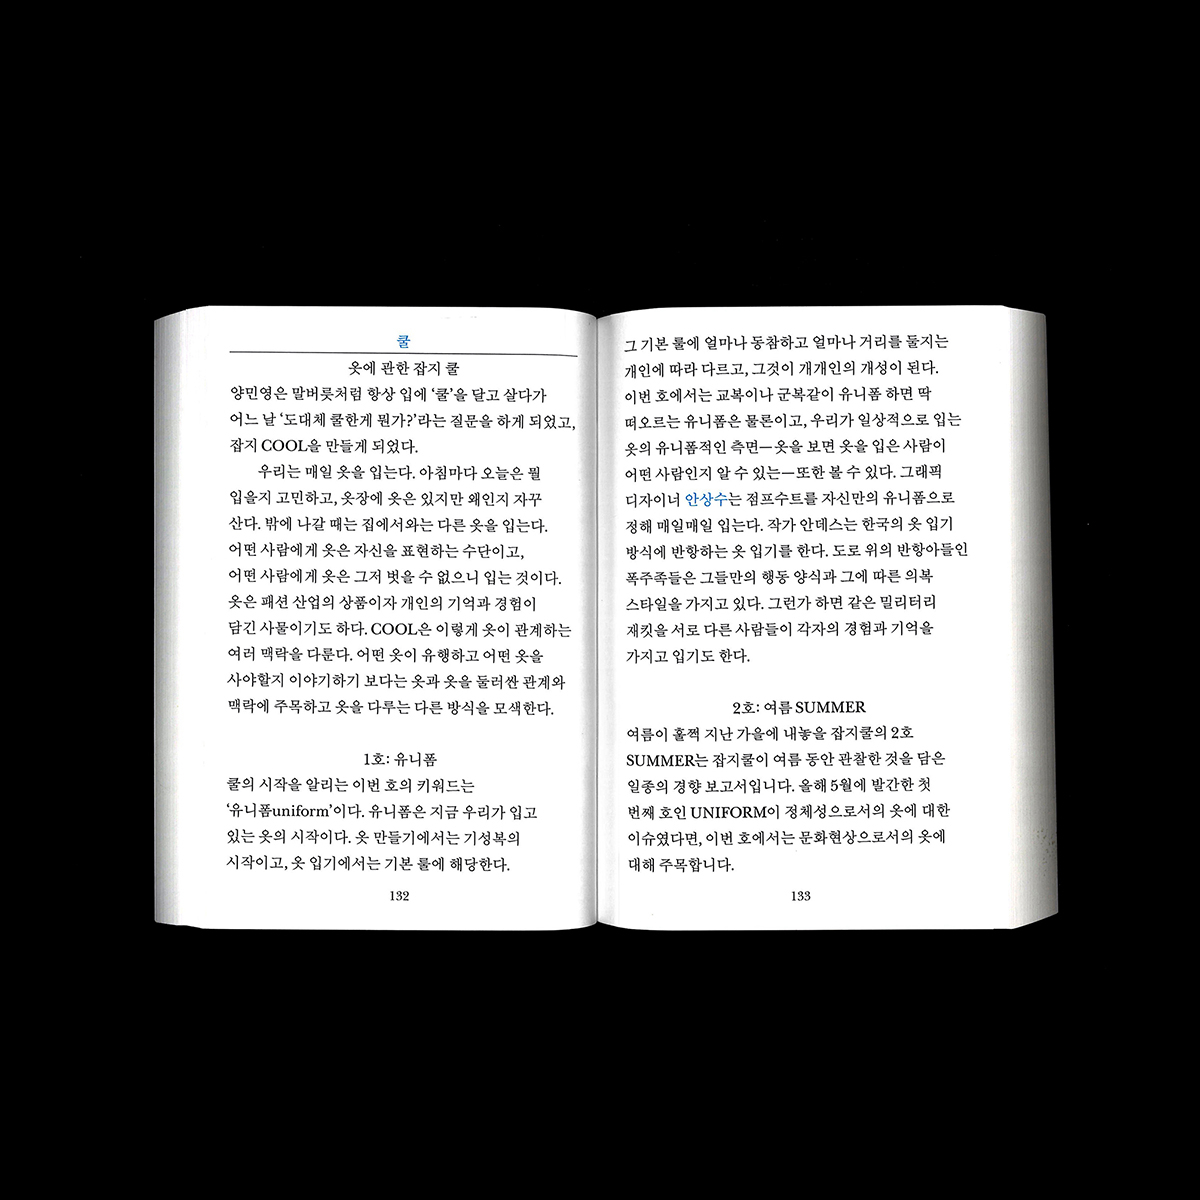 쿨
옷에 관한 잡지 쿨
양민영은 말버릇처럼 항상 입에 ‘쿨’을 달고 살다가
어느 날 ‘도대체 쿨한게 뭔가?’라는 질문을 하게 되었고,
잡지 COOL을 만들게 되었다.
우리는 매일 옷을 입는다. 아침마다 오늘은 뭘
입을지 고민하고, 옷장에 옷은 있지만 왜인지 자꾸
산다. 밖에 나갈 때는 집에서와는 다른 옷을 입는다.
어떤 사람에게 옷은 자신을 표현하는 수단이고,
어떤 사람에게 옷은 그저 벗을 수 없으니 입는 것이다.
옷은 패션 산업의 상품이자 개인의 기억과 경험이
담긴 사물이기도 하다. COOL은 이렇게 옷이 관계하는
여러 맥락을 다룬다. 어떤 옷이 유행하고 어떤 옷을
사야할지 이야기하기 보다는 옷과 옷을 둘러싼 관계와
맥락에 주목하고 옷을 다루는 다른 방식을 모색한다.
1호: 유니폼
쿨의 시작을 알리는 이번 호의 키워드는
‘유니폼uniform’이다. 유니폼은 지금 우리가 입고
있는 옷의 시작이다. 옷 만들기에서는 기성복의
시작이고, 옷 입기에서는 기본 룰에 해당한다.
132
그 기본 룰에 얼마나 동참하고 얼마나 거리를 둘지는
개인에 따라 다르고, 그것이 개개인의 개성이 된다.
이번 호에서는 교복이나 군복같이 유니폼 하면 딱
떠오르는 유니폼은 물론이고, 우리가 일상적으로 입는
옷의 유니폼적인 측면—옷을 보면 옷을 입은 사람이
어떤 사람인지 알 수 있는—또한 볼 수 있다. 그래픽
디자이너 안상수는 점프수트를 자신만의 유니폼으로
정해 매일매일 입는다. 작가 안데스는 한국의 옷 입기
방식에 반항하는 옷 입기를 한다. 도로 위의 반항아들인
폭주족들은 그들만의 행동 양식과 그에 따른 의복
스타일을 가지고 있다. 그런가 하면 같은 밀리터리
재킷을 서로 다른 사람들이 각자의 경험과 기억을
가지고 입기도 한다.
2호: 여름 SUMMER
여름이 훌쩍 지난 가을에 내놓을 잡지쿨의 2호
SUMMER는 잡지쿨이 여름 동안 관찰한 것을 담은
일종의 경향 보고서입니다. 올해 5월에 발간한 첫
번째 호인 UNIFORM이 정체성으로서의 옷에 대한
이슈였다면, 이번 호에서는 문화현상으로서의 옷에
대해 주목합니다.
133